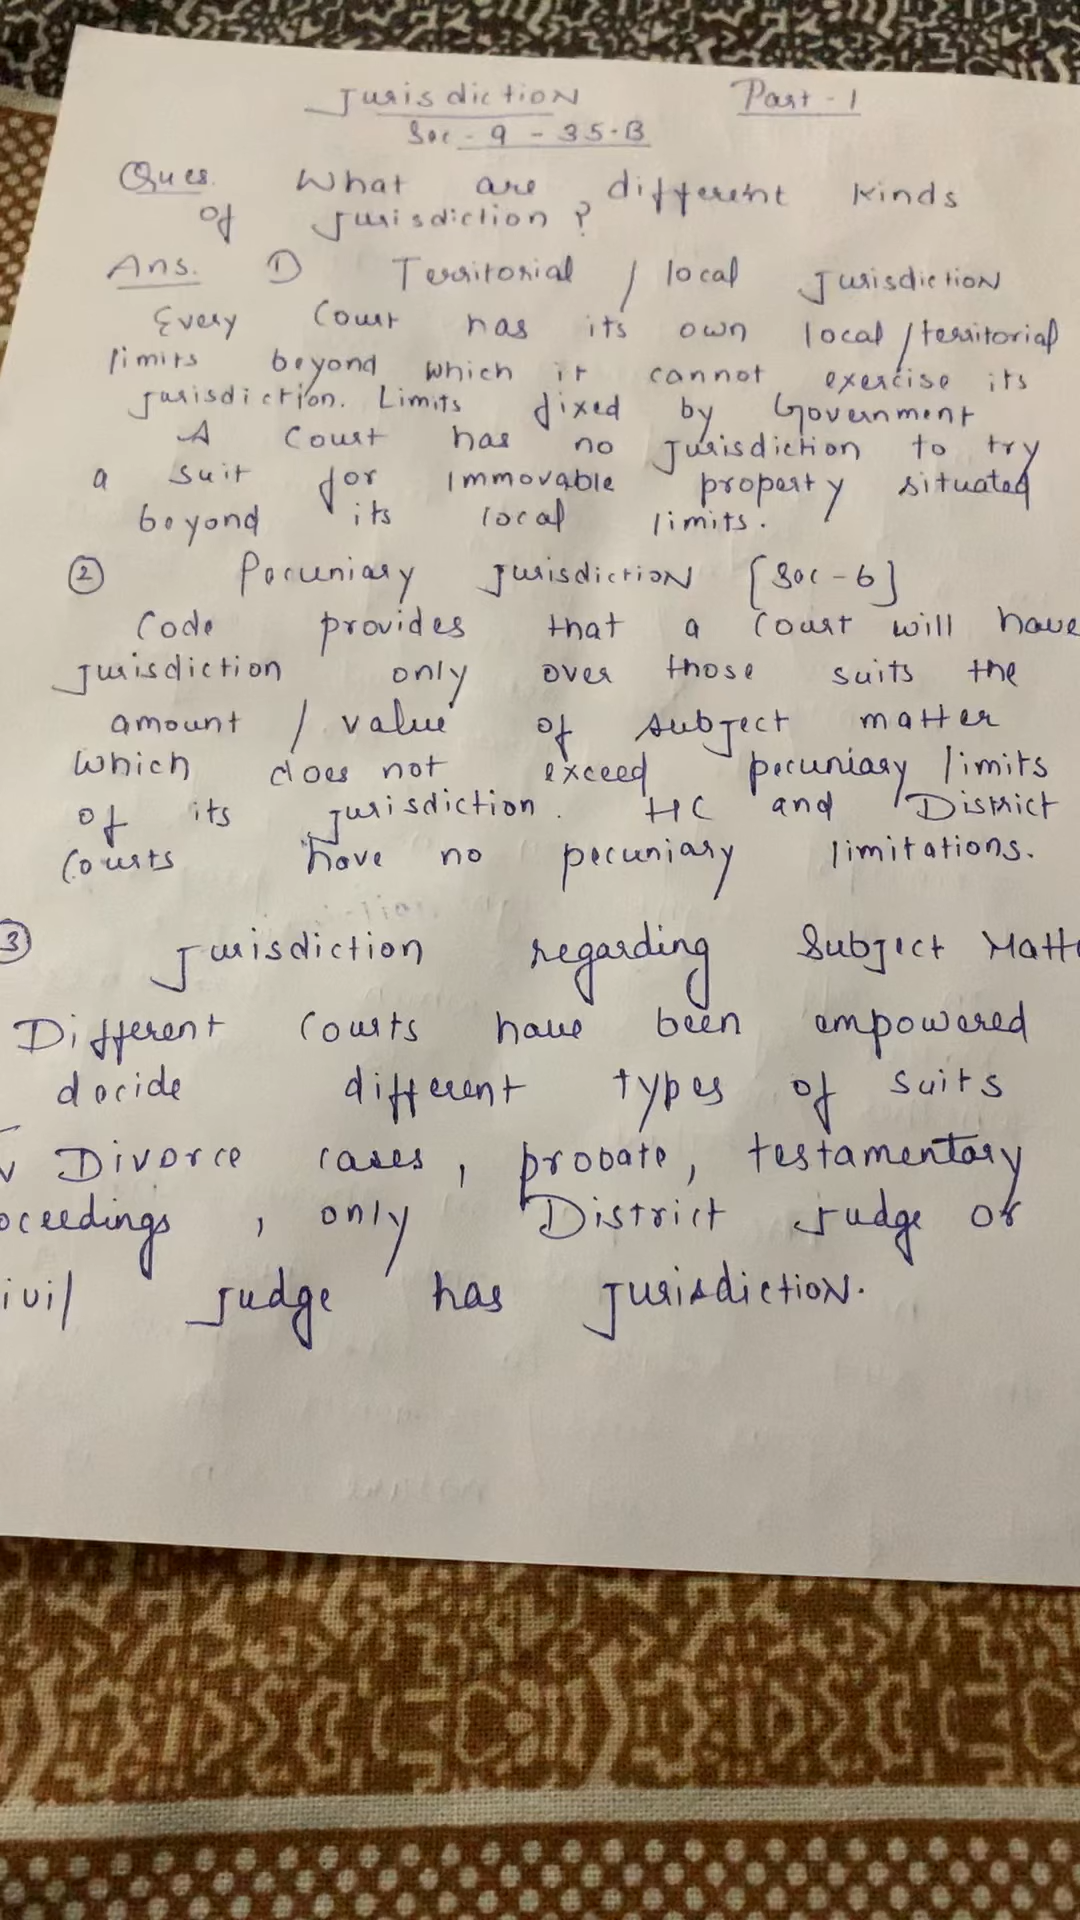 Jurisdiction Part - 1
Sec - 9 - 35-B
Ques. What are different kinds
of jurisdiction ?
Ans. 1) Territorial / local Jurisdiction
Every Court has its own local / territorial
limits beyond which it cannot exercise its
jurisdiction. Limits fixed by Government
A Court has no jurisdiction to try
a suit for immovable property situated
beyond its local limits.
② Pecuniary jurisdiction [Sec - 6]
Code provides that a Court will have
jurisdiction only over those suits the
amount / value of subject matter
which does not exceed pecuniary limits
of its jurisdiction. HC and District
Courts have no pecuniary limitations.
③ Jurisdiction regarding Subject
Different Courts have been empowered
decide different types of suits
Divorce cases, probate, testamentary
, only District Judge or
Judge has jurisdiction.